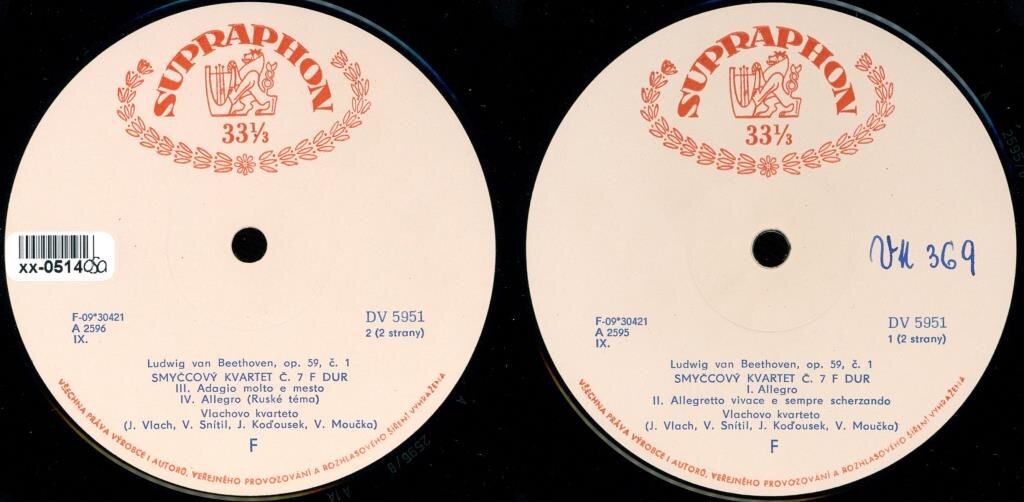 SUPRAPHON
33⅓
xx-0514
F-09*30421
A 2596
IX.
DV 5951
2 (2 strany)
Ludwig van Beethoven, op. 59, č. 1
SMYČCOVÝ KVARTET Č. 7 F DUR
III. Adagio molto e mesto
IV. Allegro (Ruské téma)
Vlachovo kvarteto
(J. Vlach, V. Snítil, J. Koďousek, V. Moučka)
F
VŠECHNA PRÁVA VÝROBCE I AUTORŮ, VEŘEJNÉHO PROVOZOVÁNÍ A ROZHLASOVÉHO ŠÍŘENÍ VYHRAŽENA
SUPRAPHON
33⅓
VK 369
F-09*30421
A 2595
IX.
DV 5951
1 (2 strany)
Ludwig van Beethoven, op. 59, č. 1
SMYČCOVÝ KVARTET Č. 7 F DUR
I. Allegro
II. Allegretto vivace e sempre scherzando
Vlachovo kvarteto
(J. Vlach, V. Snítil, J. Koďousek, V. Moučka)
F
VŠECHNA PRÁVA VÝROBCE I AUTORŮ, VEŘEJNÉHO PROVOZOVÁNÍ A ROZHLASOVÉHO ŠÍŘENÍ VYHRAŽENA